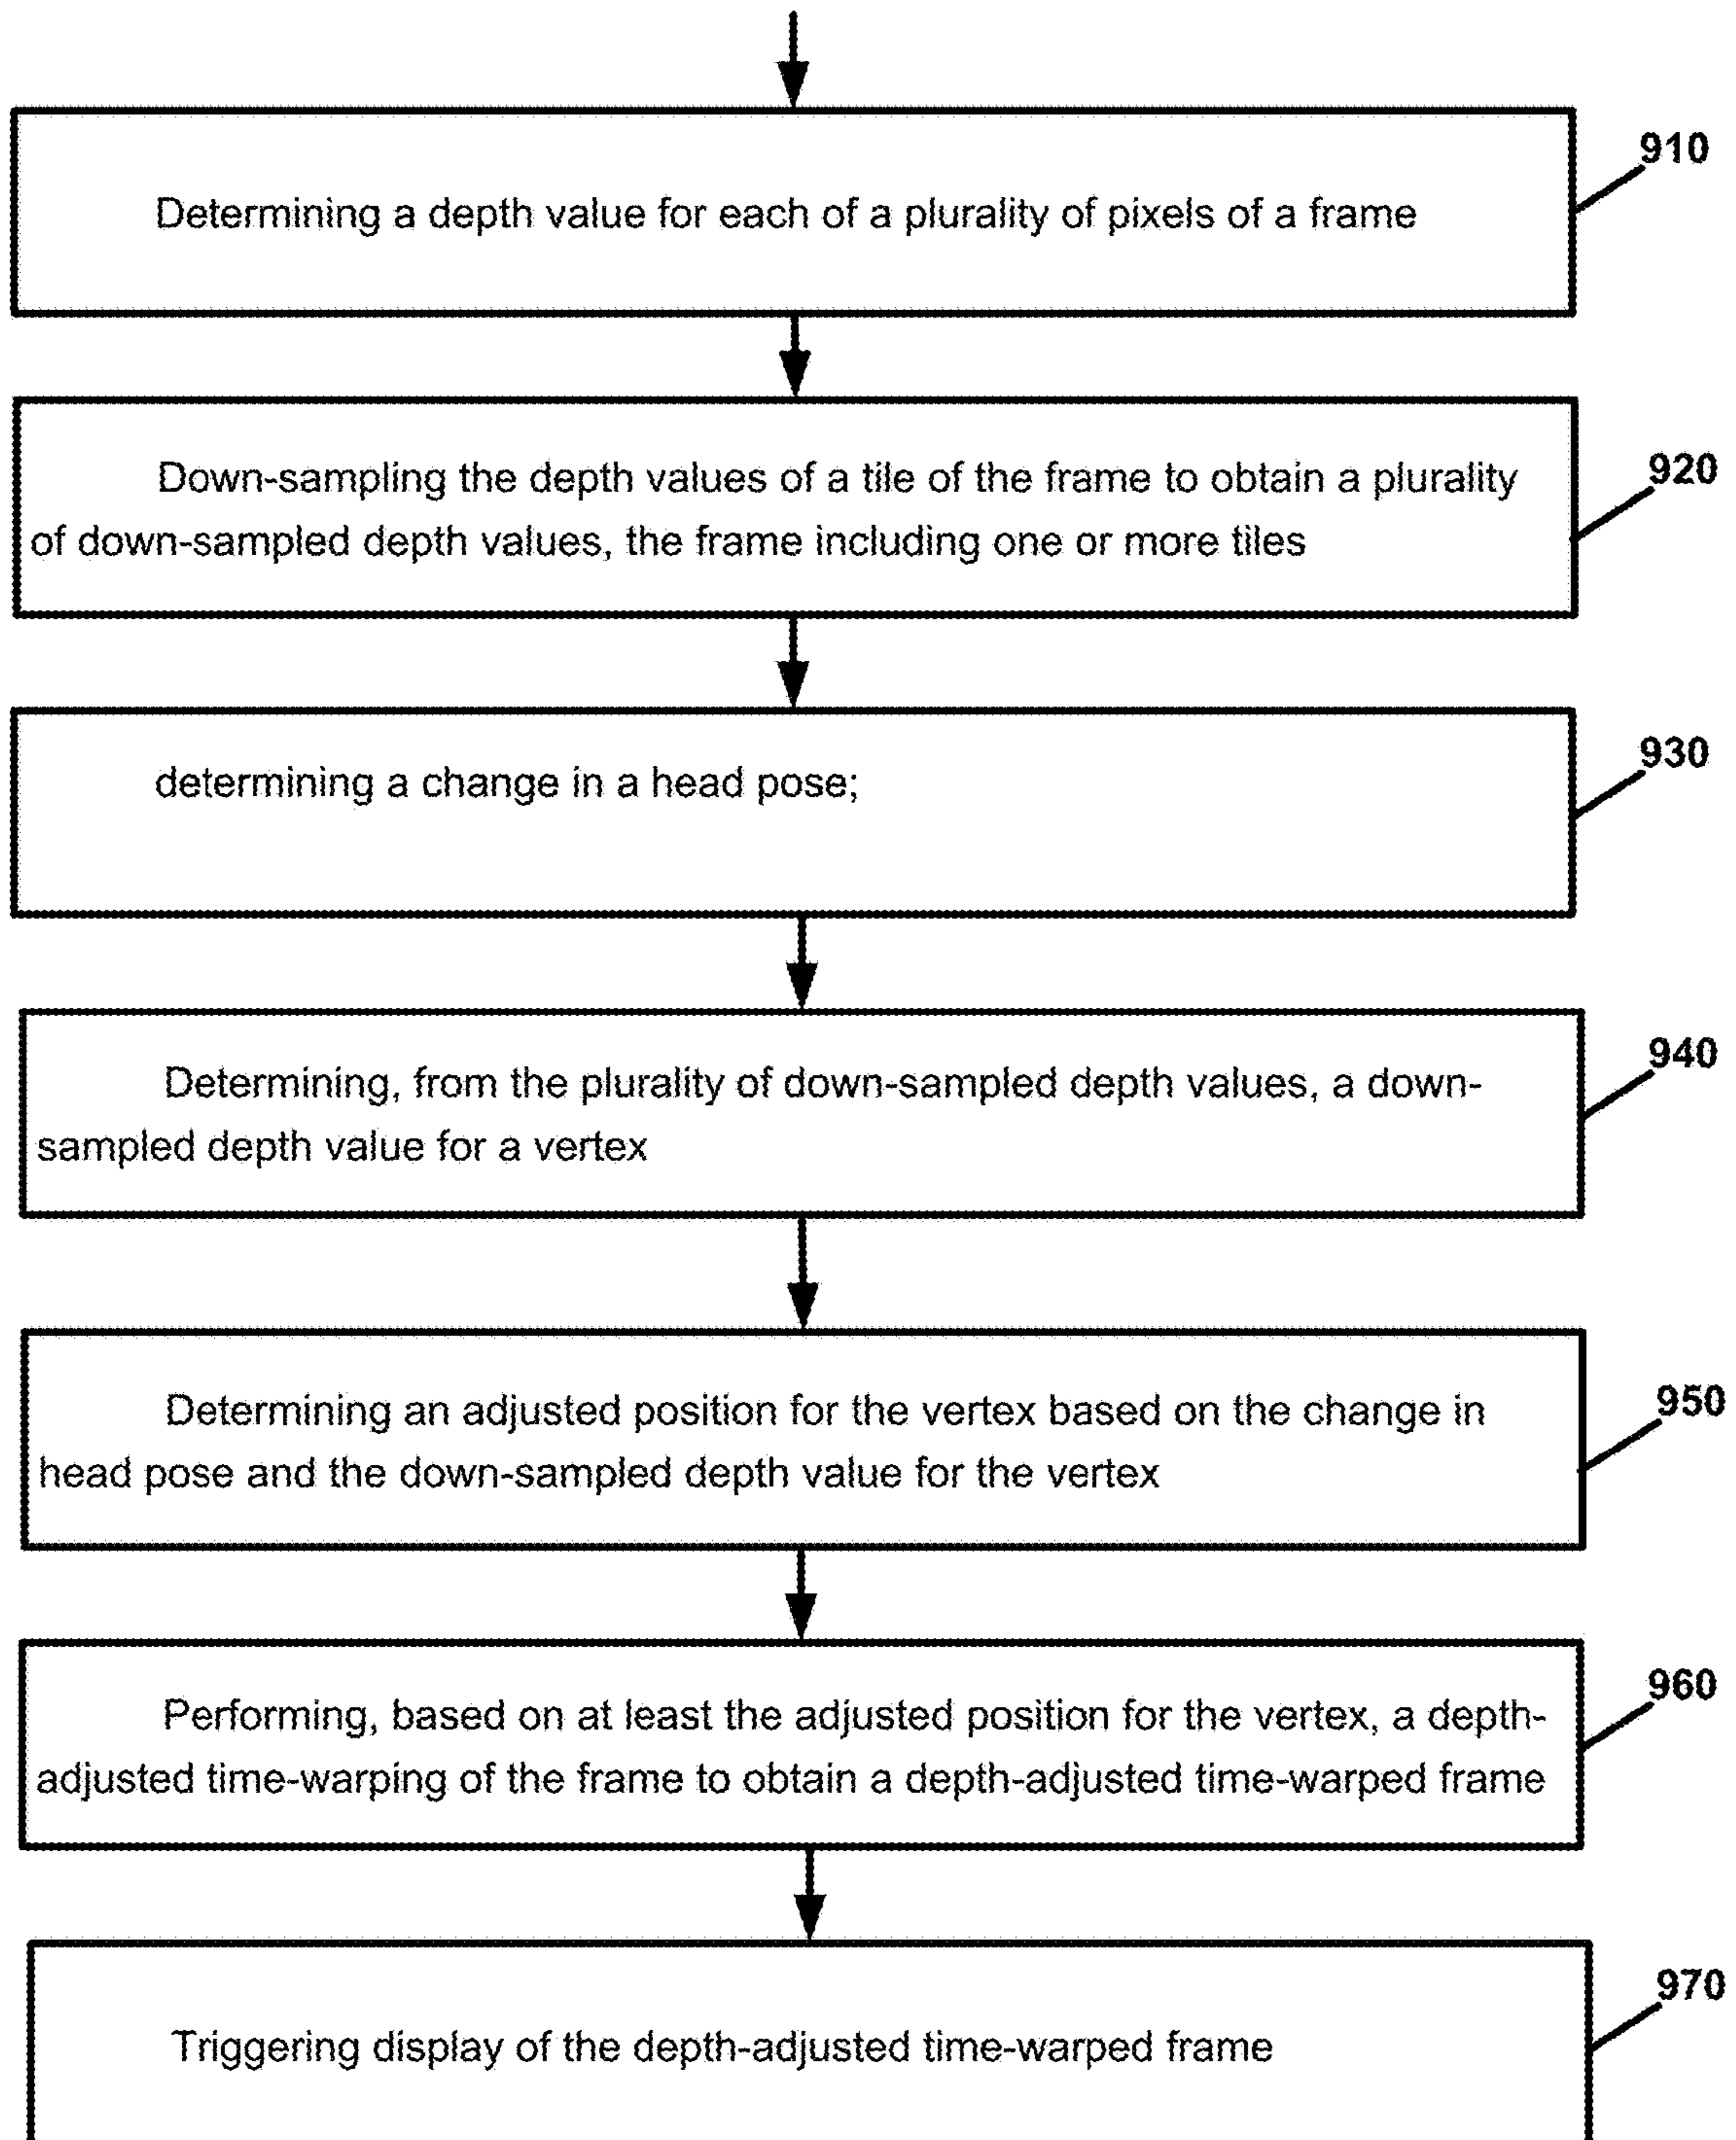 910
Determining a depth value for each of a plurality of pixels of a frame
920
Down-sampling the depth values of a tile of the frame to obtain a plurality
of down-sampled depth values, the frame including one or more tiles
930
determining a change in a head pose;
940
Determining, from the plurality of down-sampled depth values, a down-
sampled depth value for a vertex
950
Determining an adjusted position for the vertex based on the change in
head pose and the down-sampled depth value for the vertex
960
Performing, based on at least the adjusted position for the vertex, a depth-
adjusted time-warping of the frame to obtain a depth-adjusted time-warped frame
970
Triggering display of the depth-adjusted time-warped frame